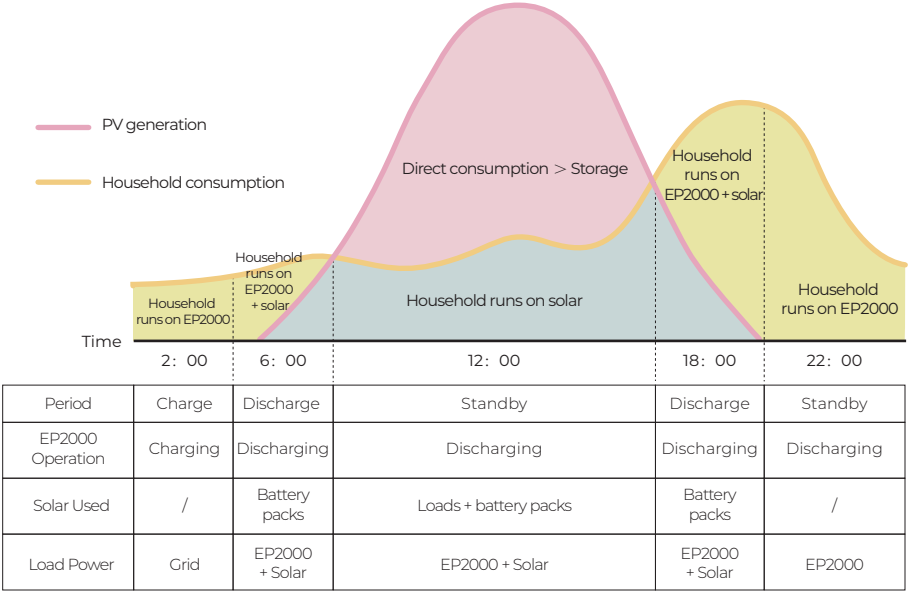 PV generation
Household consumption
Direct consumption > Storage
Household
runs on
EP2000 + solar
Household
runs on
EP2000
+ solar
Household
runs on EP2000
Household runs on solar
Household
runs on EP2000
Time
2: 00 6: 00 12: 00 18: 00 22: 00
Period Charge Discharge Standby Discharge Standby
EP2000
Operation Charging Discharging Discharging Discharging Discharging
Solar Used / Battery
packs Loads + battery packs Battery
packs /
Load Power Grid EP2000
+ Solar EP2000 + Solar EP2000
+ Solar EP2000